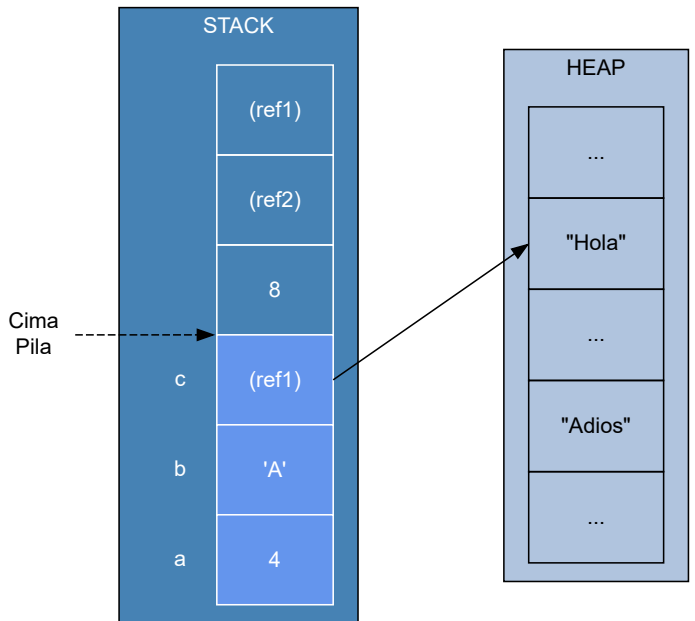 STACK
(ref1)
(ref2)
8
Cima
Pila
c
(ref1)
b
'A'
a
4
HEAP
...
"Hola"
...
"Adios"
...